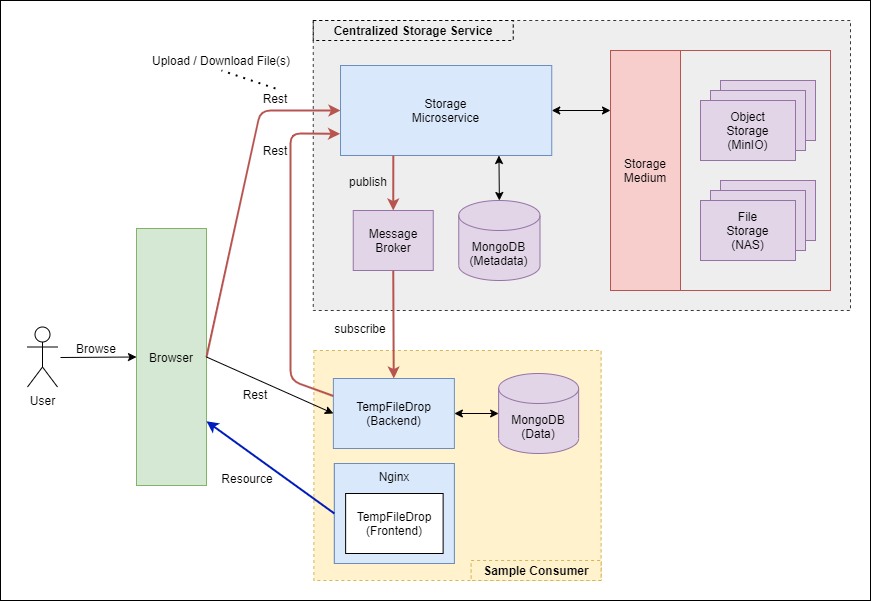 Centralized Storage Service
Upload / Download File(s)
Rest
Storage
Microservice
Object
Storage
(MinIO)
Rest
Storage
Medium
publish
Message
Broker
MongoDB
(Metadata)
File
Storage
(NAS)
subscribe
Browse
Browser
User
Rest
TempFileDrop
(Backend)
MongoDB
(Data)
Resource
Nginx
TempFileDrop
(Frontend)
Sample Consumer